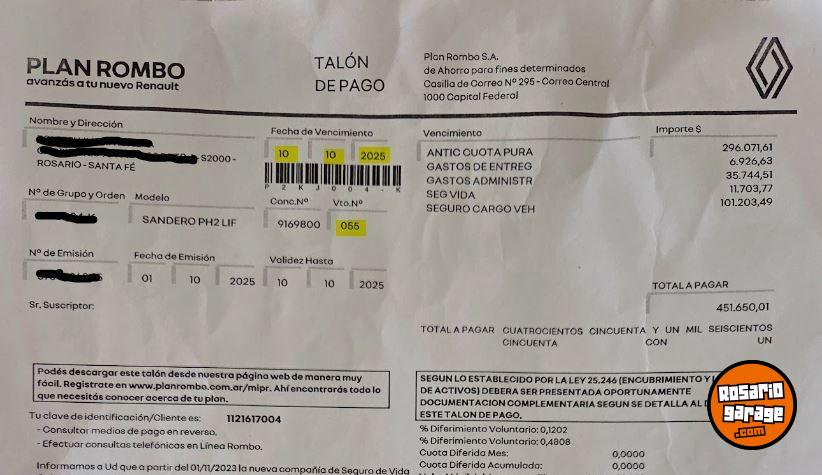 PLAN ROMBO
avanzás a tu nuevo Renault
TALÓN
DE PAGO
Plan Rombo S.A.
de Ahorro para fines determinados
Casilla de Correo Nº 295 - Correo Central
1000 Capital Federal
Nombre y Dirección
S2000 -
ROSARIO - SANTA FÉ
Fecha de Vencimiento
10 10 2025
P 2 K J 0 0 4 - K
Nº de Grupo y Orden
Modelo
SANDERO PH2 LIF
Conc.Nº
9169800
Vto.Nº
055
Nº de Emisión
Fecha de Emisión
01 10 2025
Validez Hasta
10 10 2025
Sr. Suscriptor:
Vencimiento
Importe $
ANTIC CUOTA PURA 296.071,61
GASTOS DE ENTREG 6.926,63
GASTOS ADMINISTR 35.744,51
SEG VIDA 11.703,77
SEGURO CARGO VEH 101.203,49
TOTAL A PAGAR
451.650,01
TOTAL A PAGAR CUATROCIENTOS CINCUENTA Y UN MIL SEISCIENTOS
CINCUENTA CON UN
Podés descargar este talón desde nuestra página web de manera muy
fácil. Registrate en www.planrombo.com.ar/mipr. Ahí encontrarás todo lo
que necesitós conocer acerca de tu plan.
Tu clave de identificación/Cliente es: 1121617004
- Consultar medios de pago en reverso.
- Efectuar consultas telefónicas en Línea Rombo.
Informamos a Ud que a partir del 01/11/2023 la nueva compañía de Seguro de Vida
SEGUN LO ESTABLECIDO POR LA LEY 25.246 (ENCUBRIMIENTO Y
DE ACTIVOS) DEBERA SER PRESENTADA OPORTUNAMENTE
DOCUMENTACION COMPLEMENTARIA SEGUN SE DETALLA AL
ESTE TALON DE PAGO.
% Diferimiento Voluntario: 0,1202
% Diferimiento Voluntario: 0,4808
Cuota Diferida Mes: 0,0000
Cuota Diferida Acumulada: 0,0000
Rosario
garage
.com